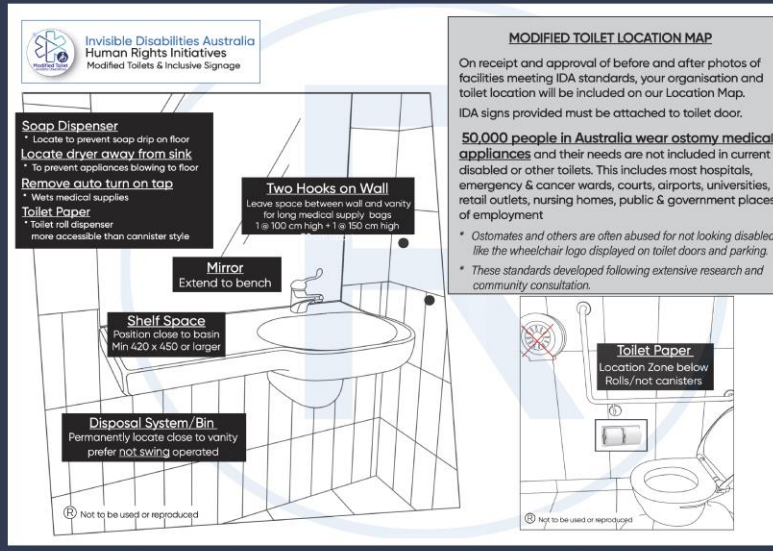 Invisible Disabilities Australia
Human Rights Initiatives
Modified Toilets & Inclusive Signage
Modified Toilet
Soap Dispenser
* Locate to prevent soap drip on floor
Locate dryer away from sink
* To prevent appliances blowing to floor
Remove auto turn on tap
* Wets medical supplies
Toilet Paper
* Toilet roll dispenser
more accessible than cannister style
Two Hooks on Wall
Leave space between wall and vanity
for long medical supply bags
1 @ 100 cm high + 1 @ 150 cm high
Mirror
Extend to bench
Shelf Space
Position close to basin
Min 420 x 450 or larger
Disposal System/Bin
Permanently locate close to vanity
prefer not swing operated
® Not to be used or reproduced
MODIFIED TOILET LOCATION MAP
On receipt and approval of before and after photos of
facilities meeting IDA standards, your organisation and
toilet location will be included on our Location Map.
IDA signs provided must be attached to toilet door.
50,000 people in Australia wear ostomy medical
appliances and their needs are not included in current
disabled or other toilets. This includes most hospitals,
emergency & cancer wards, courts, airports, universities,
retail outlets, nursing homes, public & government places
of employment
* Ostomates and others are often abused for not looking disabled
like the wheelchair logo displayed on toilet doors and parking.
* These standards developed following extensive research and
community consultation.
Toilet Paper
Location Zone below
Rolls/not canisters
® Not to be used or reproduced